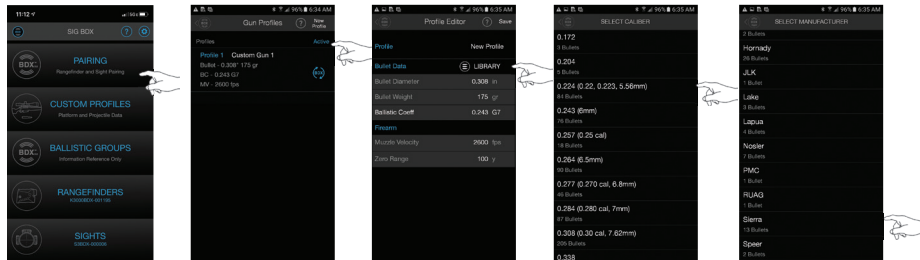 11:12
SIG BOX
?
BDX
PAIRING
Rangefinder and Sight Pairing
CUSTOM PROFILES
Platform and Projectile Data
BDX
BALLISTIC GROUPS
Information Reference Only
RANGEFINDERS
SIGHTS
96% 6:34 AM
Gun Profiles
?
New
Profile
Profiles
Active
Profile 1 Custom Gun 1
Bullet - 0.308" 175 gr
BC - 0.243 G7
MV - 2600 fps
BDX
96% 6:35 AM
Profile Editor
?
Save
Profile
New Profile
Bullet Data
LIBRARY
Bullet Diameter
0.308 in
Bullet Weight
175 gr
Ballistic Coeff
0.243 G7
Firearm
Muzzle Velocity
2600 fps
Zero Range
100 y
96% 6:35 AM
SELECT CALIBER
0.172
3 Bullets
0.204
5 Bullets
0.224 (0.22, 0.223, 5.56mm)
84 Bullets
0.243 (6mm)
76 Bullets
0.257 (0.25 cal)
18 Bullets
0.264 (6.5mm)
90 Bullets
0.277 (0.270 cal, 6.8mm)
46 Bullets
0.284 (0.280 cal, 7mm)
87 Bullets
0.308 (0.30 cal, 7.62mm)
205 Bullets
0.338
96% 6:35 AM
SELECT MANUFACTURER
2 Bullets
Hornady
26 Bullets
JLK
1 Bullet
Lake
3 Bullets
Lapua
4 Bullets
Nosler
7 Bullets
PMC
1 Bullet
RUAG
1 Bullet
Sierra
13 Bullets
Speer
2 Bullets